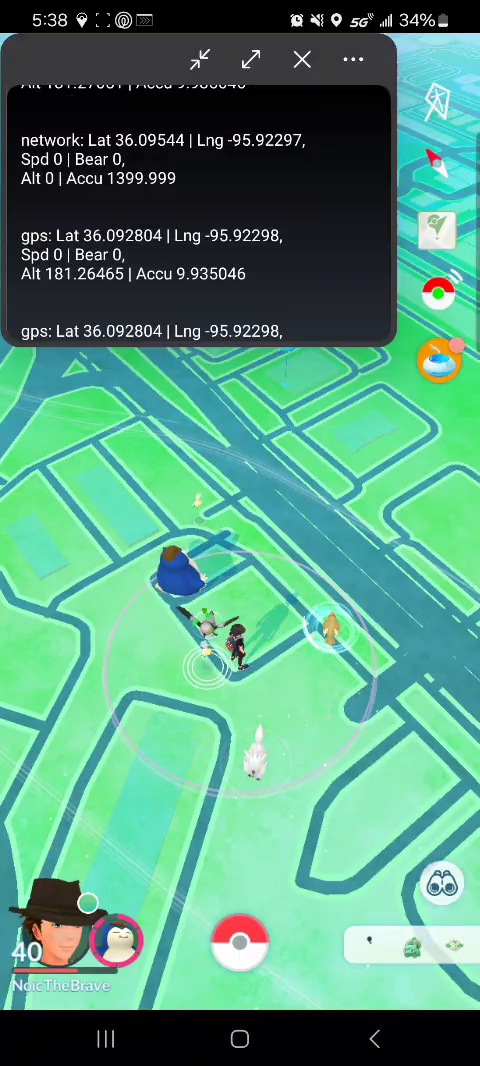 5:38
5G
34%
Alt 181.27051 | Accu 9.986046
network: Lat 36.09544 | Lng -95.92297,
Spd 0 | Bear 0,
Alt 0 | Accu 1399.999
gps: Lat 36.092804 | Lng -95.92298,
Spd 0 | Bear 0,
Alt 181.26465 | Accu 9.935046
gps: Lat 36.092804 | Lng -95.92298,
40
NoicTheBrave